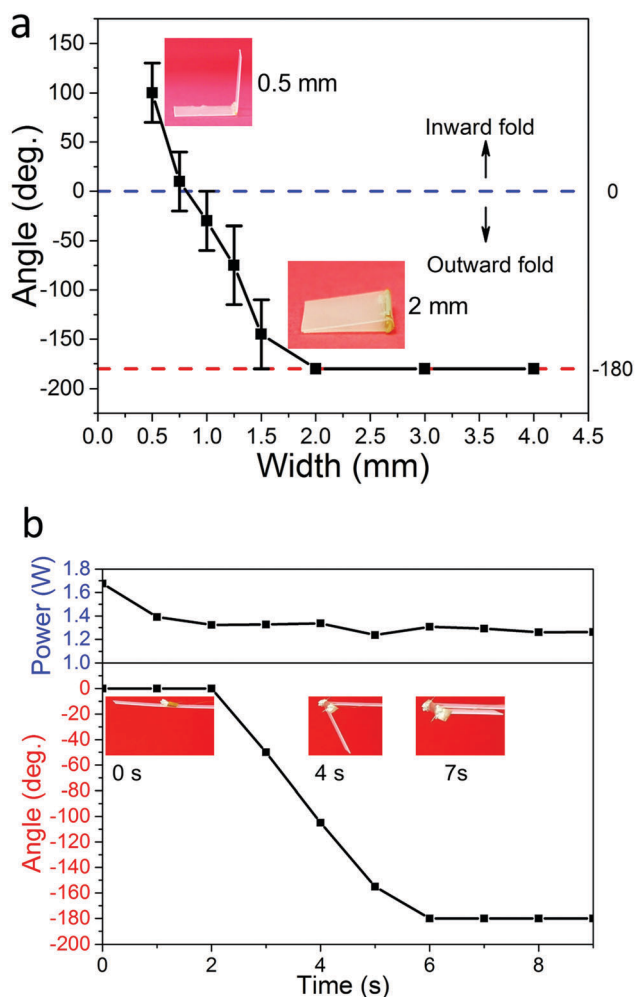 a
150
100
50
0
-50
-100
-150
-200
Angle (deg.)
0.5 mm
Inward fold
0
Outward fold
2 mm
-180
0.0 0.5 1.0 1.5 2.0 2.5 3.0 3.5 4.0 4.5
Width (mm)
b
1.8
1.6
1.4
1.2
1.0
Power (W)
0
-20
-40
-60
-80
-100
-120
-140
-160
-180
-200
Angle (deg.)
0 s 4 s 7s
0 2 4 6 8
Time (s)